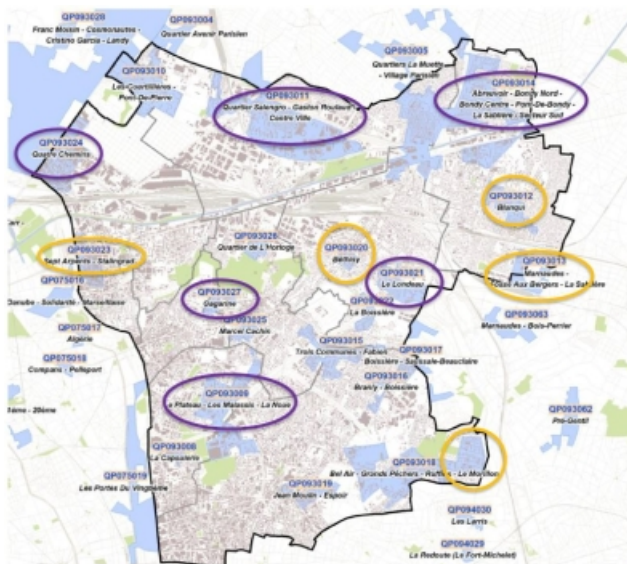 QP093028
Franc Moisin - Cosmonautes -
Cristino Garcia - Landy
QP093004
Quartier Avenir Parisien
QP093010
Les Courtillières -
Pont-De-Pierre
QP093011
Quartier Salengro - Gaston Roulaud -
Centre Ville
QP093005
Quartiers La Muette
- Village Parisien
QP093014
Abreuvoir - Bondy Nord -
Bondy Centre - Pont-De-Bondy -
La Sablière - Secteur Sud
QP093024
Quatre Chemins
QP093012
Blanqui
QP093023
Sept Arpents - Stalingrad
QP093026
Quartier de L'Horloge
QP093020
Béthisy
QP093013
Marnaudes -
Fossé Aux Bergers - La Sablière
QP075016
Danube - Solidarité - Marseillaise
QP093027
Gagarine
QP093021
Le Londeau
La Boissière
QP093063
Marnaudes - Bois-Perrier
QP075017
Algérie
QP093025
Marcel Cachin
QP075018
Compans - Pelleport
QP093015
Trois Communes - Fabien
QP093017
Boissière - Saussaie-Beauclaire
QP093016
Branly - Boissière
QP093009
Le Plateau - Les Malassis - La Noue
QP093062
Pré-Gentil
QP093008
La Capsulerie
QP075019
Les Portes Du Vingtième
QP093018
Bel Air - Grands Pêchers - Ruffins - Le Morillon
QP093019
Jean Moulin - Espoir
QP094030
Les Larris
QP094029
La Redoute (Le Fort-Michelet)